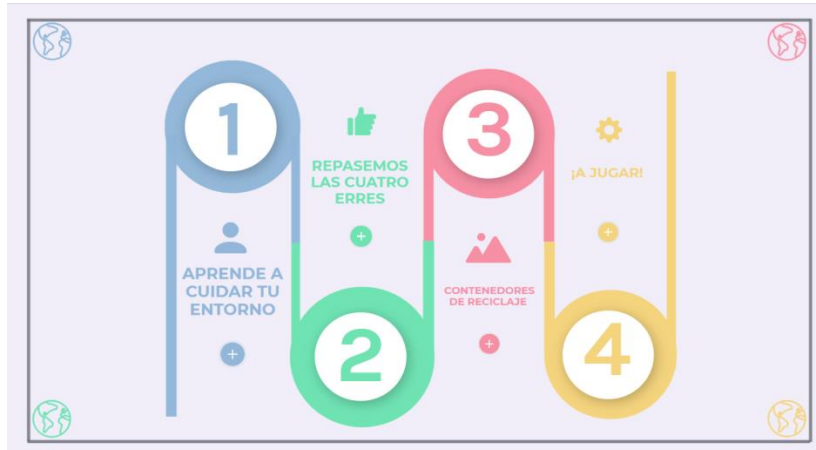 1
APRENDE A
CUIDAR TU
ENTORNO
+
REPASEMOS
LAS CUATRO
ERRES
+
2
3
CONTENEDORES
DE RECICLAJE
+
¡A JUGAR!
+
4